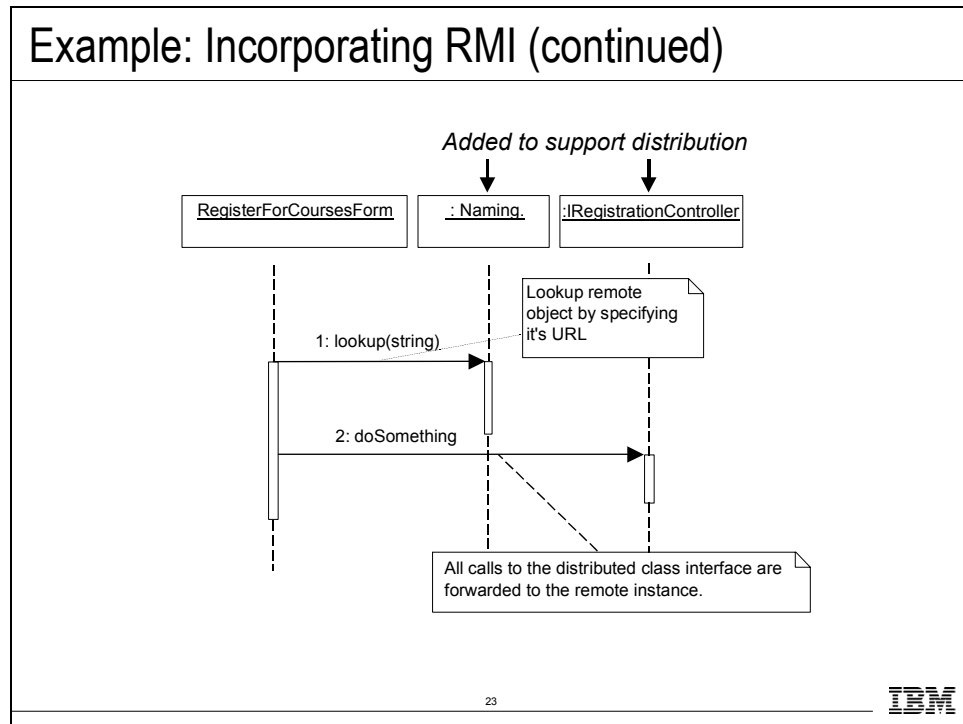 Example: Incorporating RMI (continued)
Added to support distribution
RegisterForCoursesForm
: Naming.
:IRegistrationController
Lookup remote
object by specifying
it's URL
1: lookup(string)
2: doSomething
All calls to the distributed class interface are
forwarded to the remote instance.
23
IBM